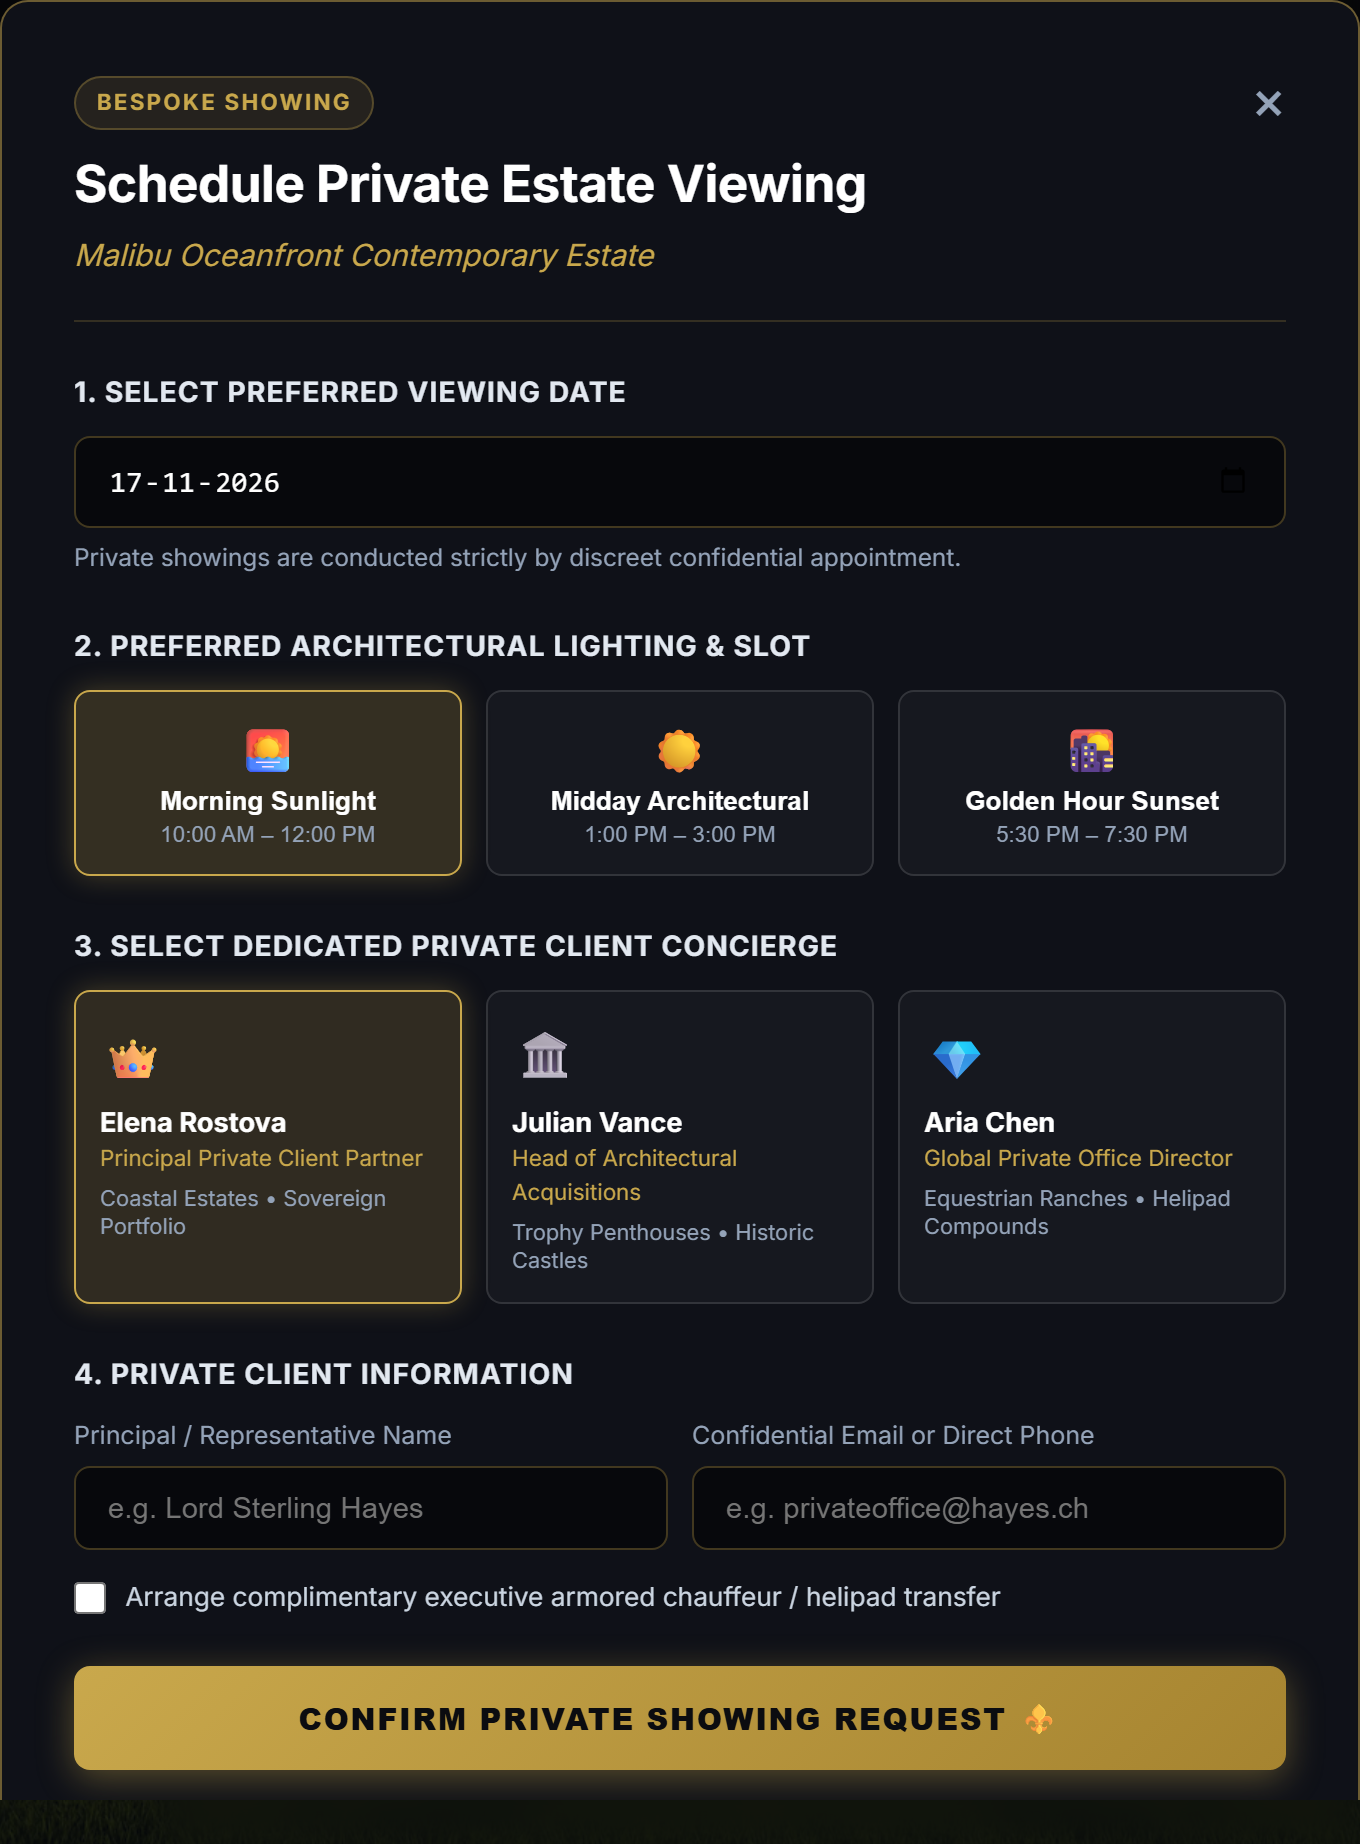 BESPOKE SHOWING
✕
Schedule Private Estate Viewing
Malibu Oceanfront Contemporary Estate
1. SELECT PREFERRED VIEWING DATE
17-11-2026
Private showings are conducted strictly by discreet confidential appointment.
2. PREFERRED ARCHITECTURAL LIGHTING & SLOT
Morning Sunlight
10:00 AM – 12:00 PM
Midday Architectural
1:00 PM – 3:00 PM
Golden Hour Sunset
5:30 PM – 7:30 PM
3. SELECT DEDICATED PRIVATE CLIENT CONCIERGE
Elena Rostova
Principal Private Client Partner
Coastal Estates • Sovereign
Portfolio
Julian Vance
Head of Architectural
Acquisitions
Trophy Penthouses • Historic
Castles
Aria Chen
Global Private Office Director
Equestrian Ranches • Helipad
Compounds
4. PRIVATE CLIENT INFORMATION
Principal / Representative Name
e.g. Lord Sterling Hayes
Confidential Email or Direct Phone
e.g. privateoffice@hayes.ch
Arrange complimentary executive armored chauffeur / helipad transfer
CONFIRM PRIVATE SHOWING REQUEST ⚜️